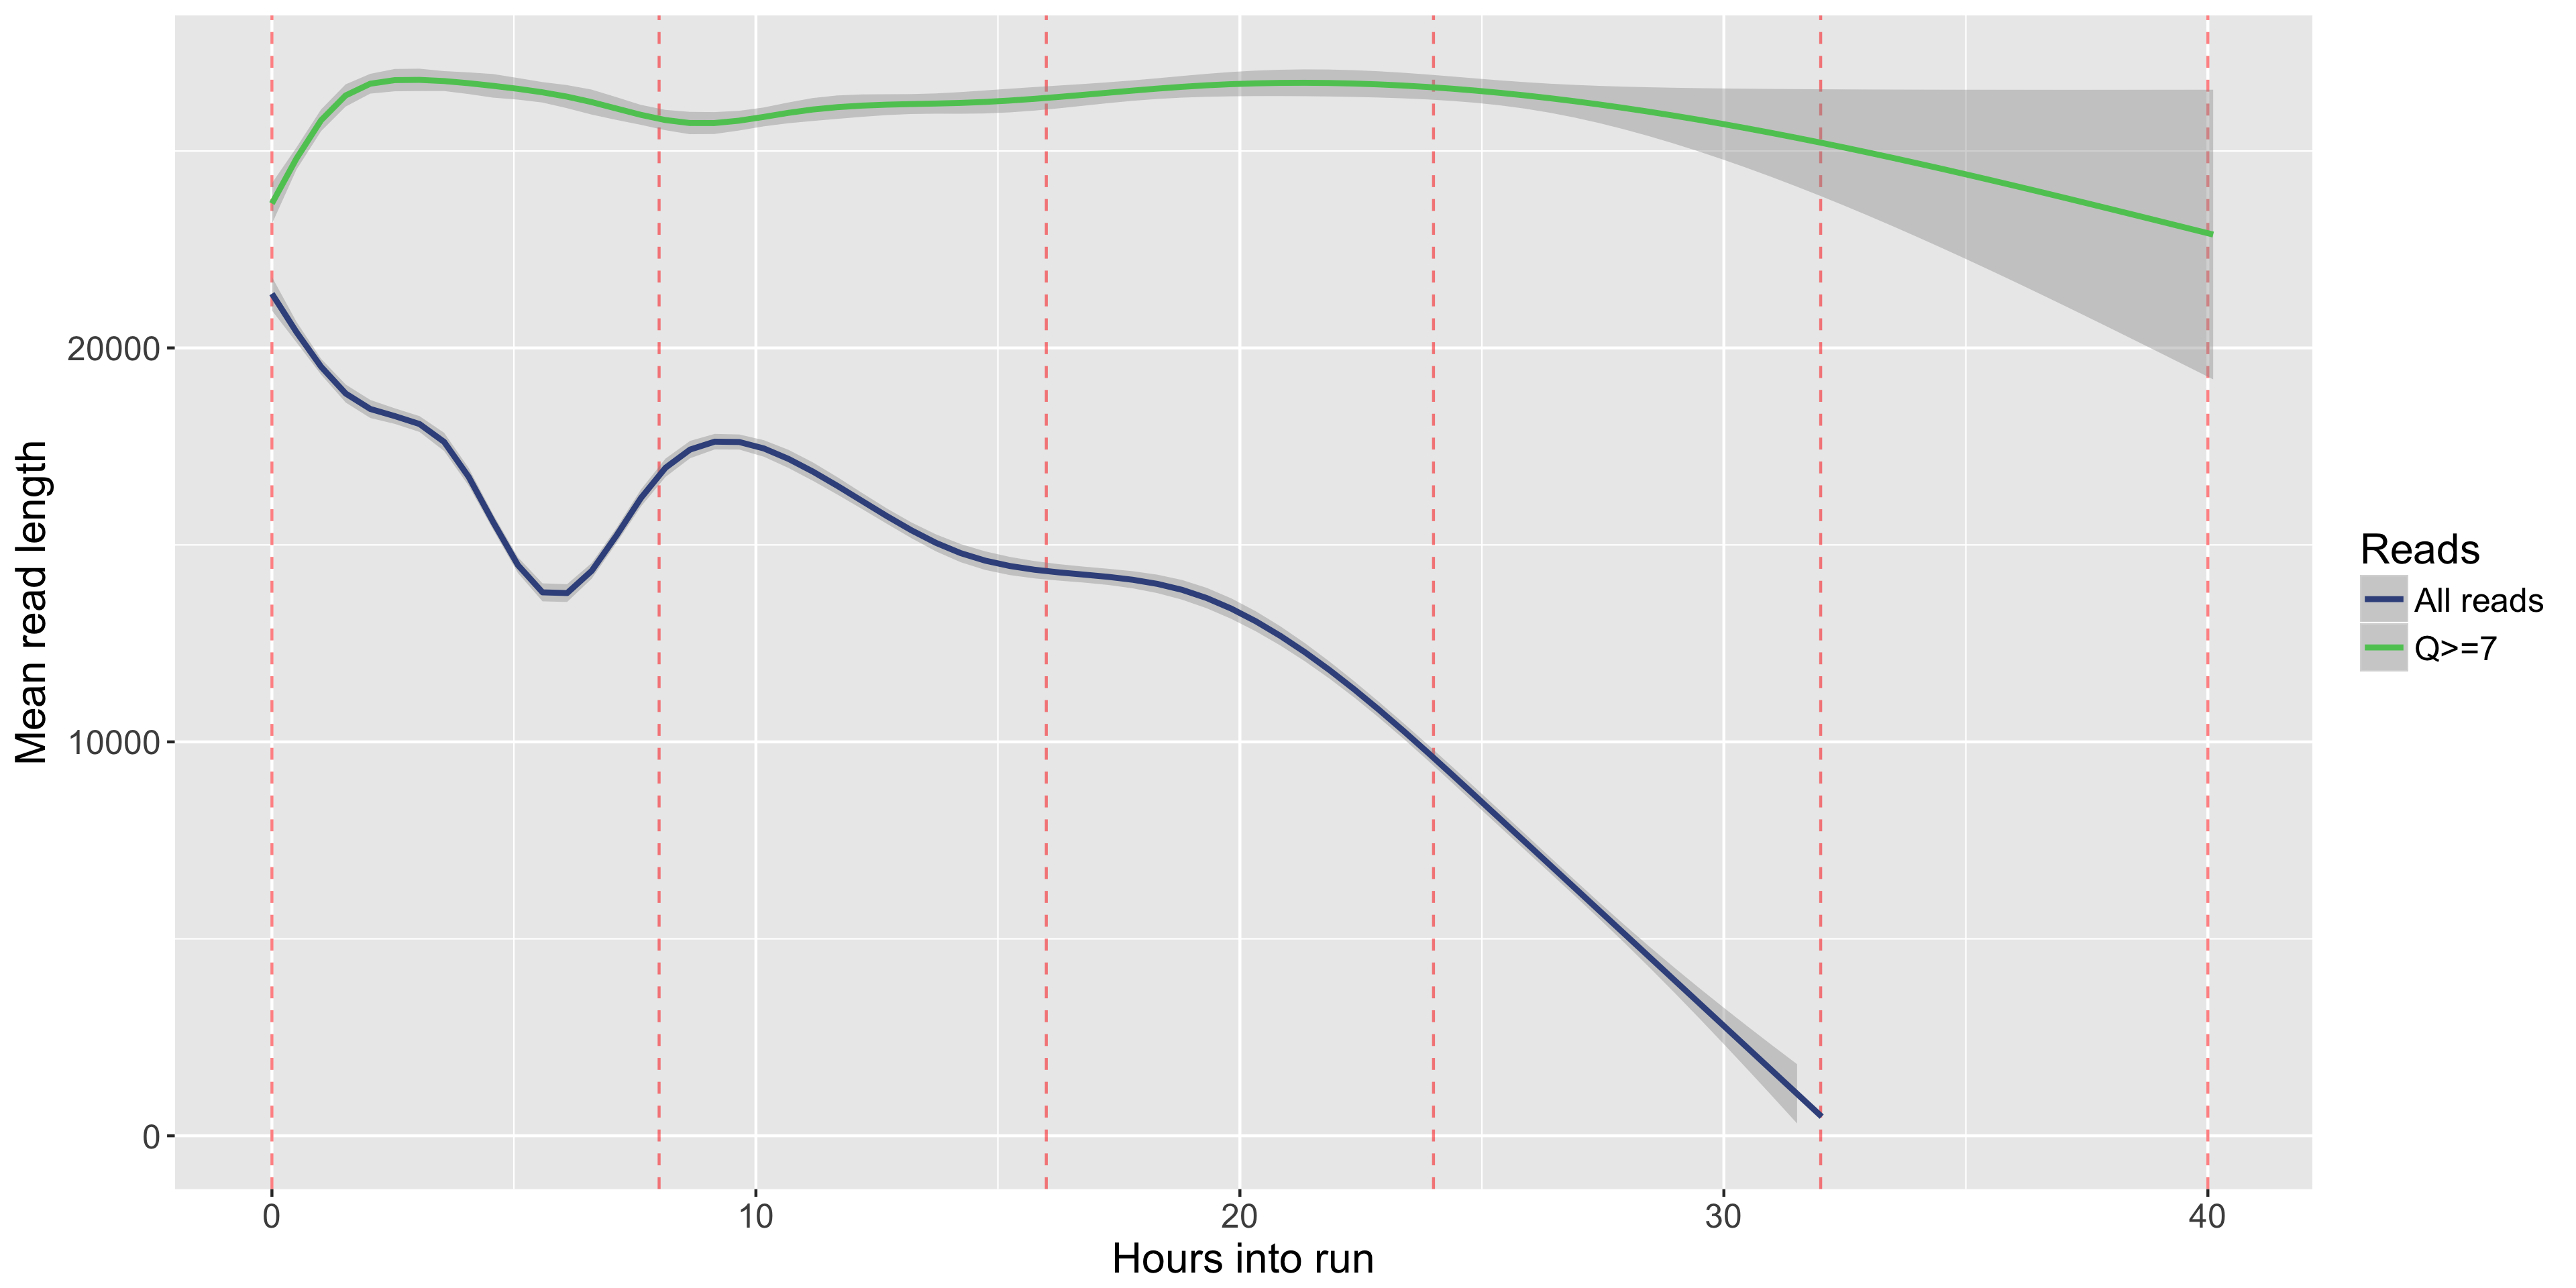 Mean read length
20000
10000
0
0 10 20 30 40
Hours into run
Reads
All reads
Q>=7